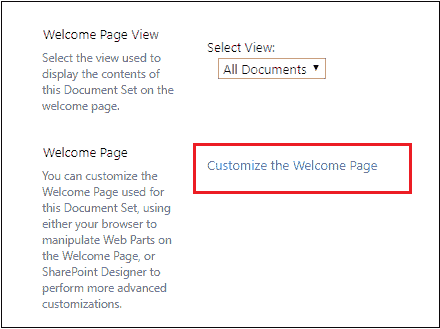 Welcome Page View
Select the view used to
display the contents of
this Document Set on the
welcome page.
Select View:
All Documents
Welcome Page
You can customize the
Welcome Page used for
this Document Set, using
either your browser to
manipulate Web Parts on
the Welcome Page, or
SharePoint Designer to
perform more advanced
customizations.
Customize the Welcome Page